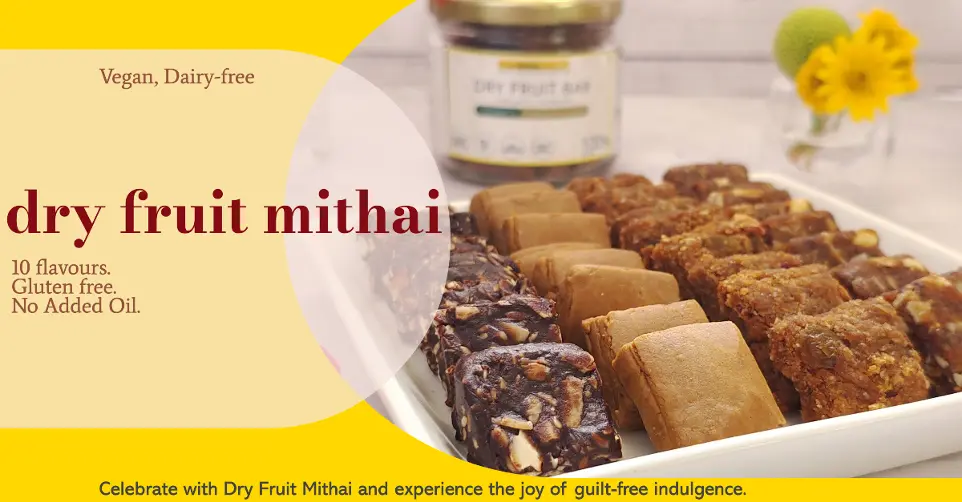 Vegan, Dairy-free
DRY FRUIT BAR
dry fruit mithai
10 flavours.
Gluten free.
No Added Oil.
Celebrate with Dry Fruit Mithai and experience the joy of guilt-free indulgence.